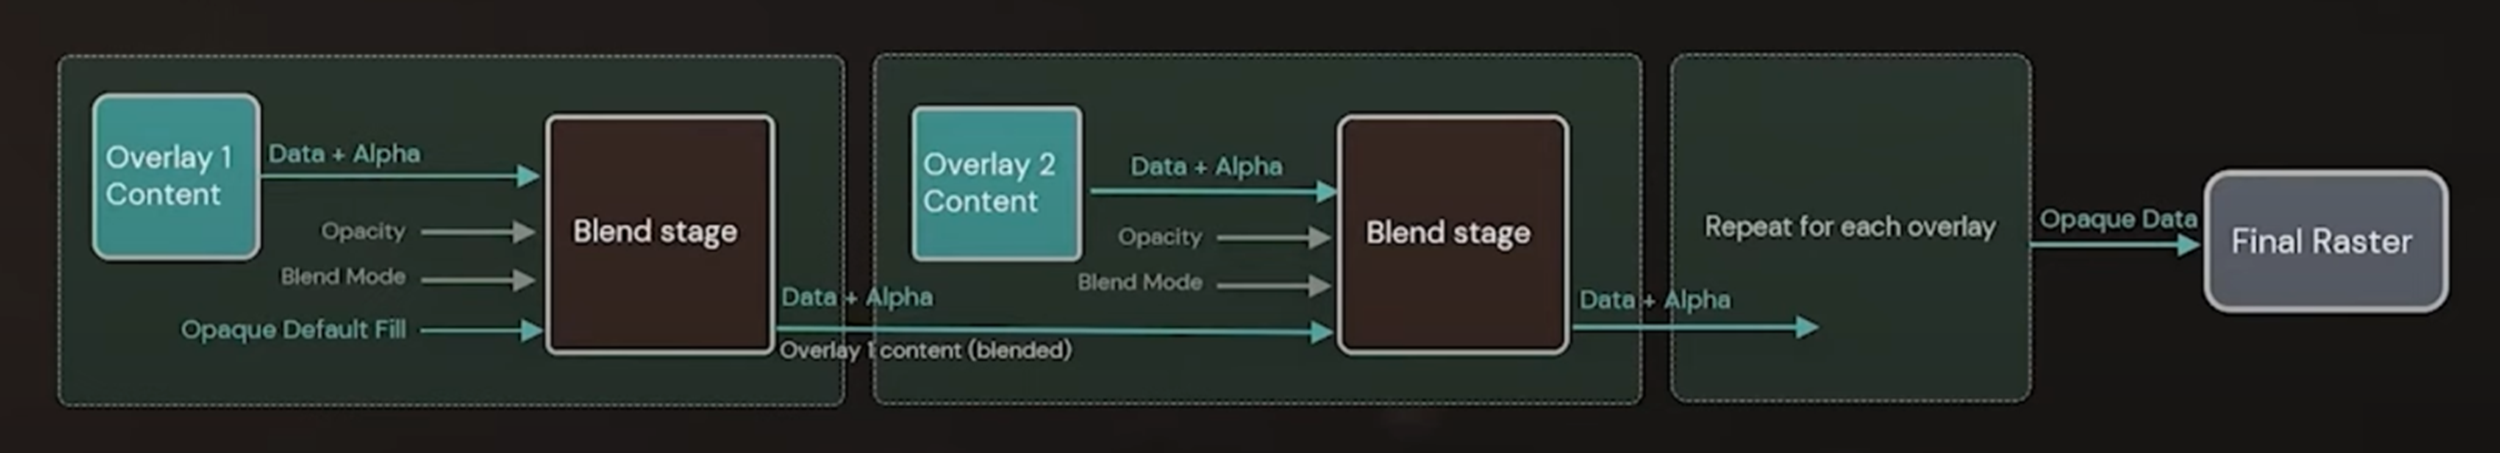 Overlay 1
Content
Data + Alpha
Opacity
Blend Mode
Opaque Default Fill
Blend stage
Data + Alpha
Overlay 1 content (blended)
Overlay 2
Content
Data + Alpha
Opacity
Blend Mode
Blend stage
Data + Alpha
Repeat for each overlay
Opaque Data
Final Raster